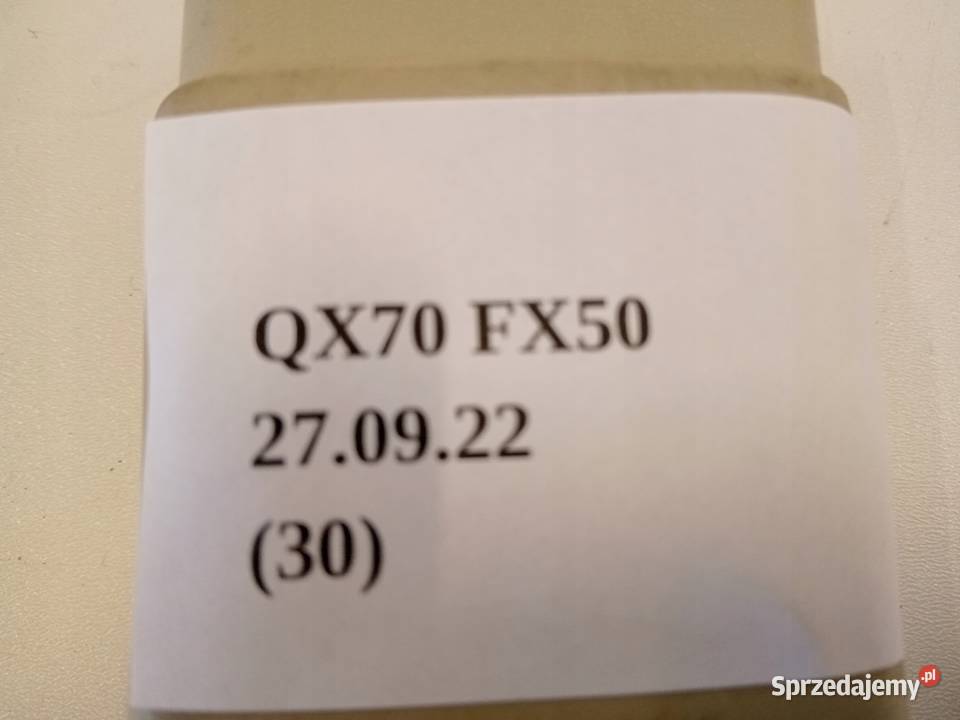 QX70 FX50
27.09.22
(30)
Sprzedajemy.pl